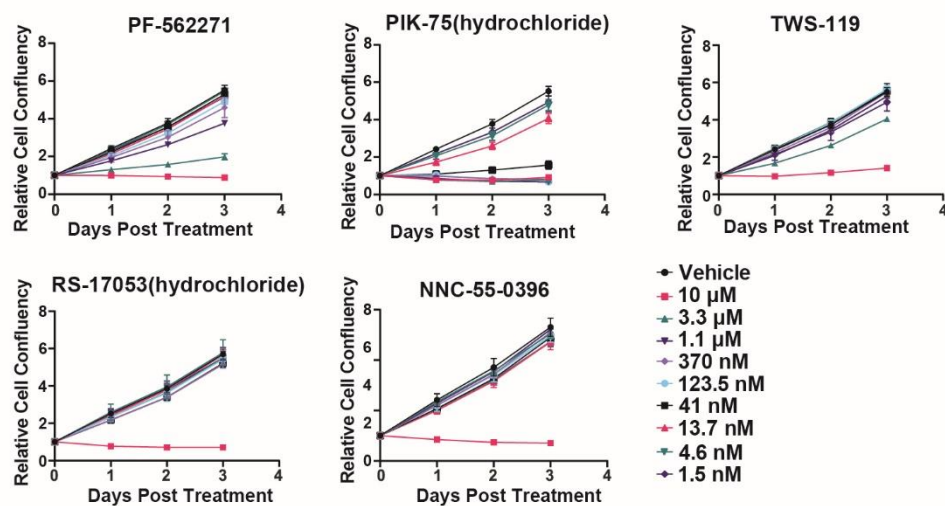 PF-562271
Relative Cell Confluency
8
6
4
2
0
0 1 2 3 4
Days Post Treatment
PIK-75(hydrochloride)
Relative Cell Confluency
8
6
4
2
0
0 1 2 3 4
Days Post Treatment
TWS-119
Relative Cell Confluency
8
6
4
2
0
0 1 2 3 4
Days Post Treatment
RS-17053(hydrochloride)
Relative Cell Confluency
8
6
4
2
0
0 1 2 3 4
Days Post Treatment
NNC-55-0396
Relative Cell Confluency
8
6
4
2
0
0 1 2 3 4
Days Post Treatment
Vehicle
10 µM
3.3 µM
1.1 µM
370 nM
123.5 nM
41 nM
13.7 nM
4.6 nM
1.5 nM